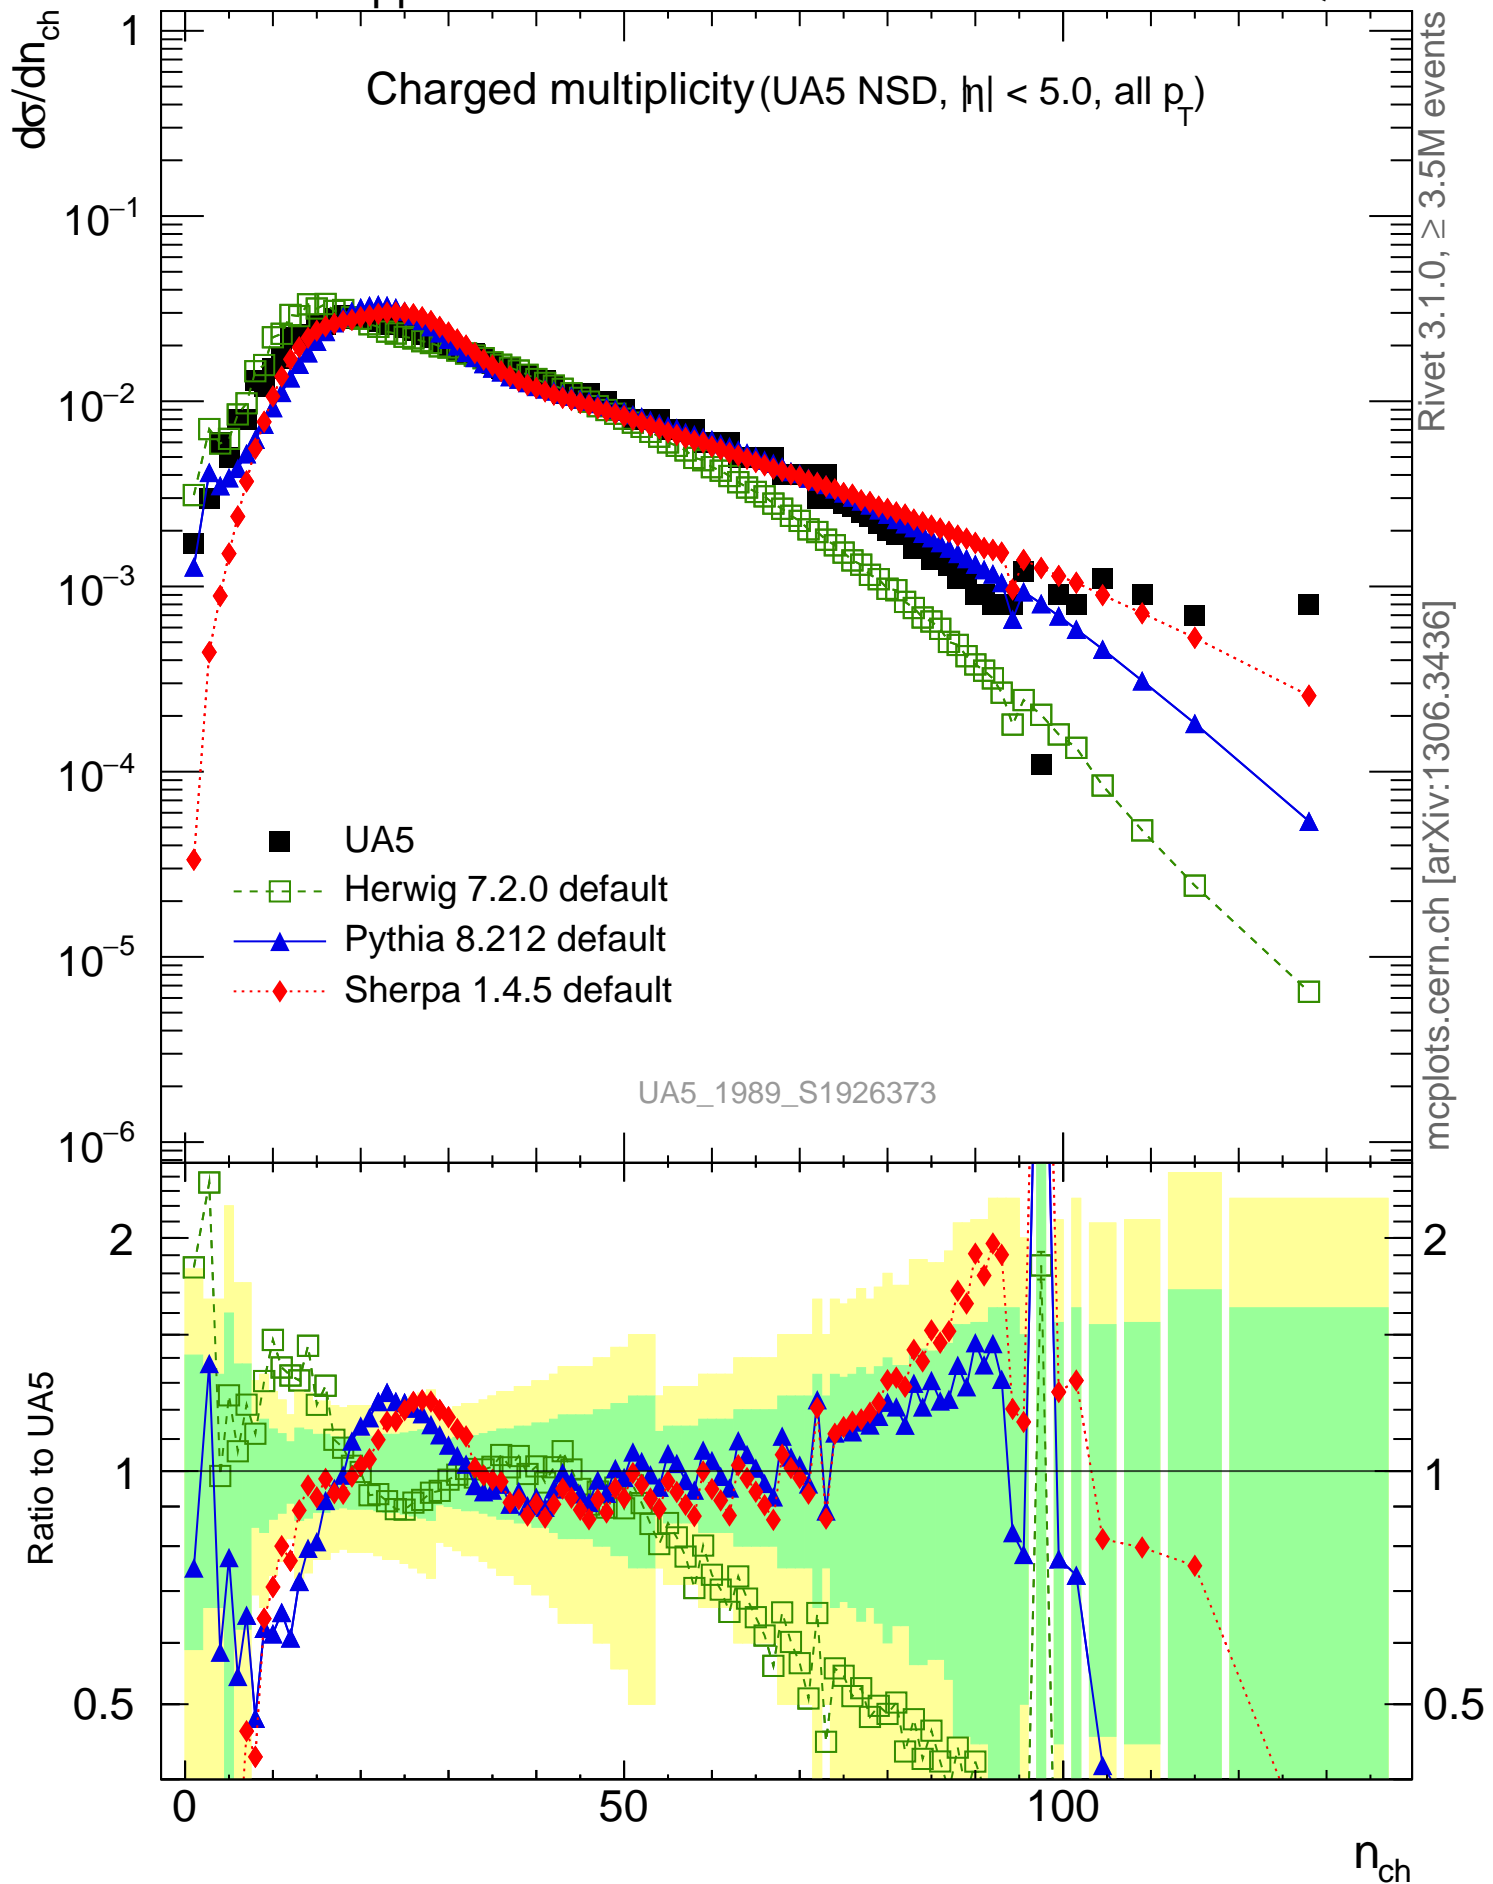 pp
dσ/dn_ch
Charged multiplicity (UA5 NSD, |η| < 5.0, all p_T)
1
10^−1
10^−2
10^−3
10^−4
10^−5
10^−6
UA5
Herwig 7.2.0 default
Pythia 8.212 default
Sherpa 1.4.5 default
UA5_1989_S1926373
Rivet 3.1.0, ≥ 3.5M events
mcplots.cern.ch [arXiv:1306.3436]
Ratio to UA5
2
1
0.5
2
1
0.5
0 50 100
n_ch